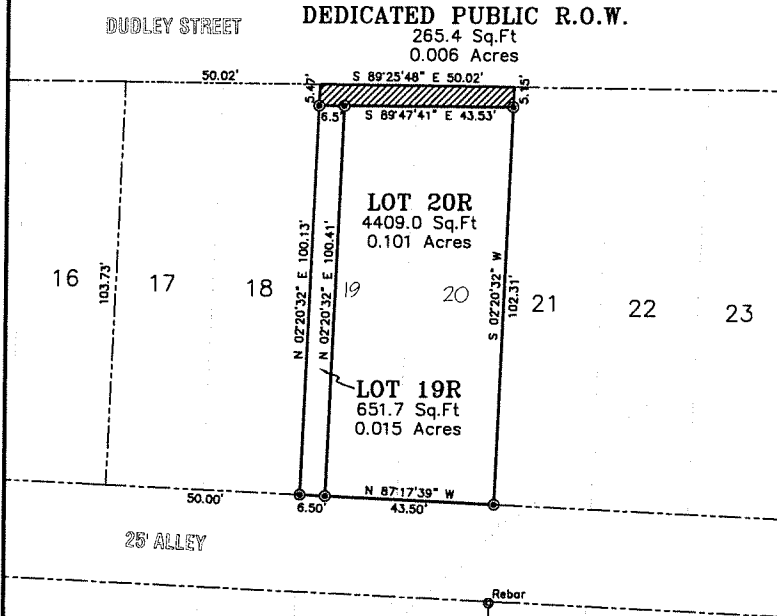 DUDLEY STREET
DEDICATED PUBLIC R.O.W.
265.4 Sq.Ft
0.006 Acres
50.02'
S 89°25'48" E 50.02'
5.47'
5.15'
6.5'
S 89°47'41" E 43.53'
LOT 20R
4409.0 Sq.Ft
0.101 Acres
16
103.73'
17
18
N 02°20'32" E 100.13'
N 02°20'32" E 100.41'
19
20
S 02°20'32" W
102.31'
21
22
23
LOT 19R
651.7 Sq.Ft
0.015 Acres
50.00'
6.50'
N 87°17'39" W
43.50'
25' ALLEY
Rebar